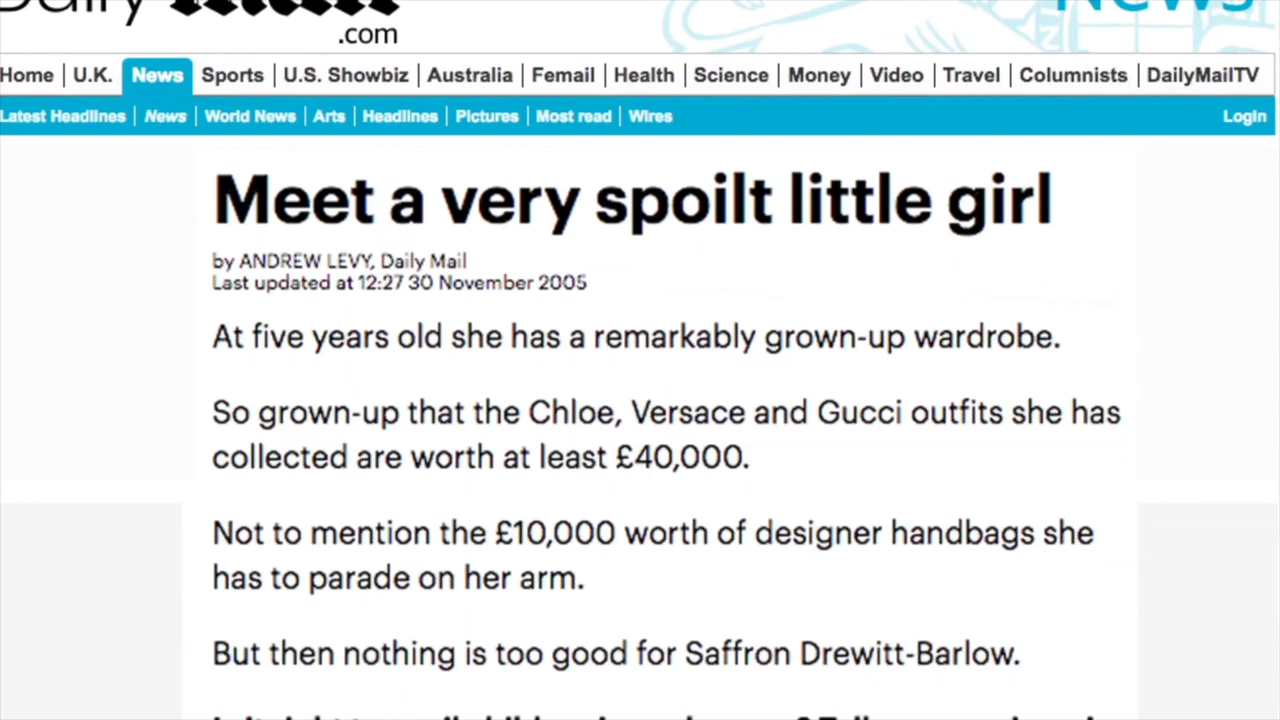 Daily Mail
.com
News
Home U.K. News Sports U.S. Showbiz Australia Femail Health Science Money Video Travel Columnists DailyMailTV
Latest Headlines News World News Arts Headlines Pictures Most read Wires Login
Meet a very spoilt little girl
by ANDREW LEVY, Daily Mail
Last updated at 12:27 30 November 2005
At five years old she has a remarkably grown-up wardrobe.
So grown-up that the Chloe, Versace and Gucci outfits she has
collected are worth at least £40,000.
Not to mention the £10,000 worth of designer handbags she
has to parade on her arm.
But then nothing is too good for Saffron Drewitt-Barlow.